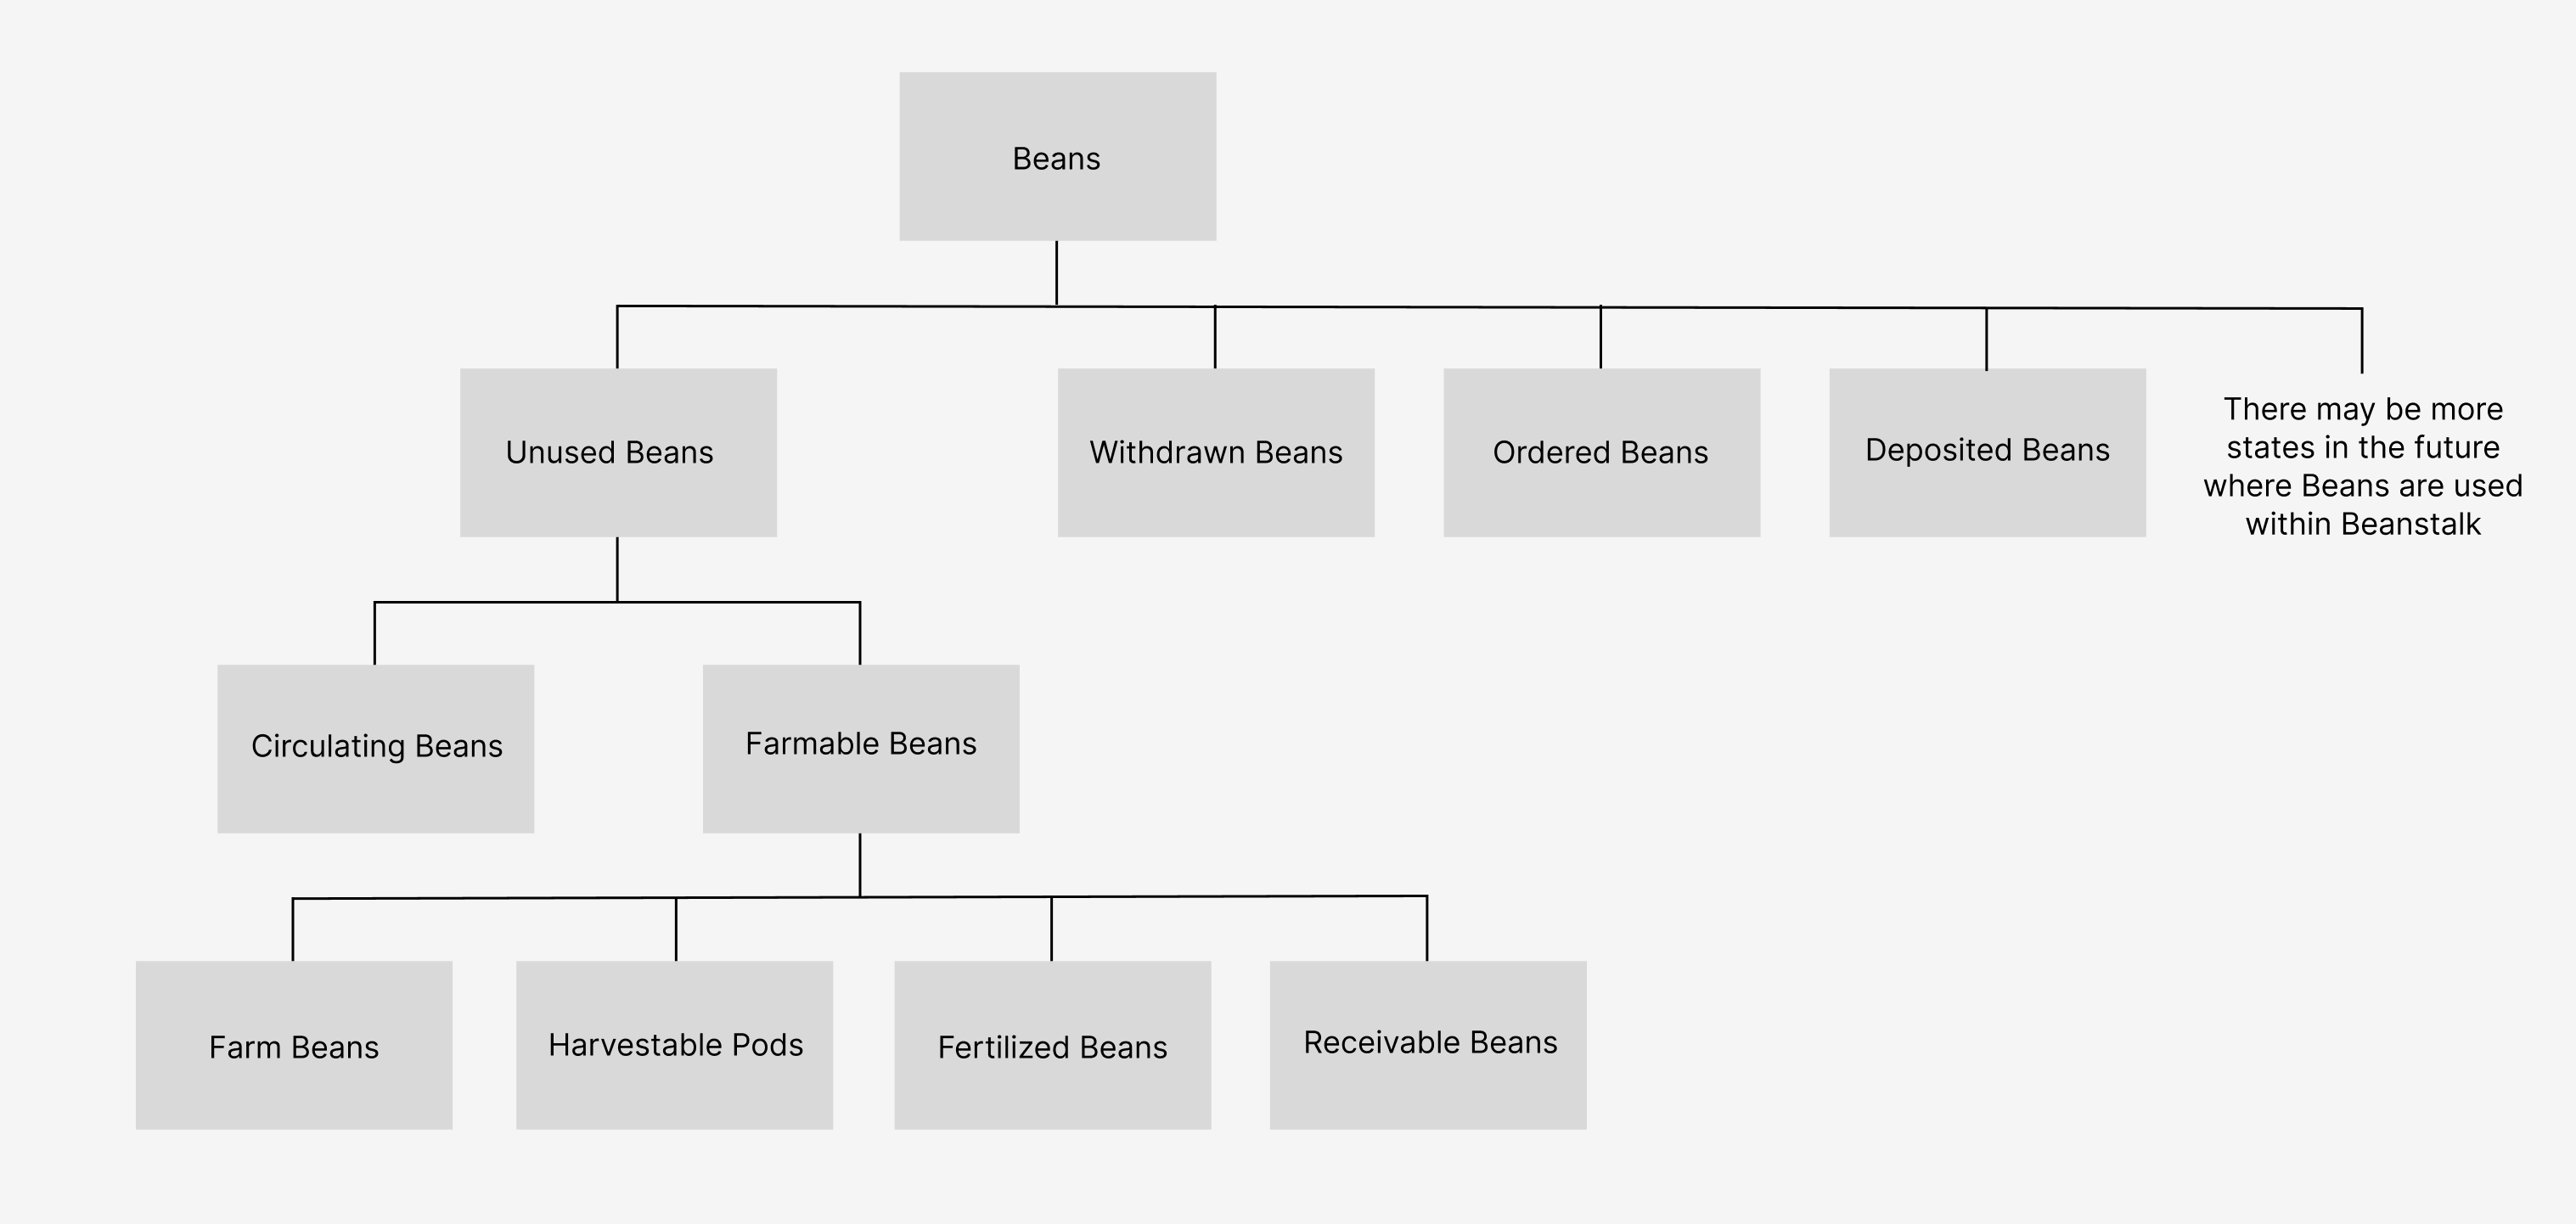 Beans
Unused Beans
Withdrawn Beans
Ordered Beans
Deposited Beans
There may be more
states in the future
where Beans are used
within Beanstalk
Circulating Beans
Farmable Beans
Farm Beans
Harvestable Pods
Fertilized Beans
Receivable Beans